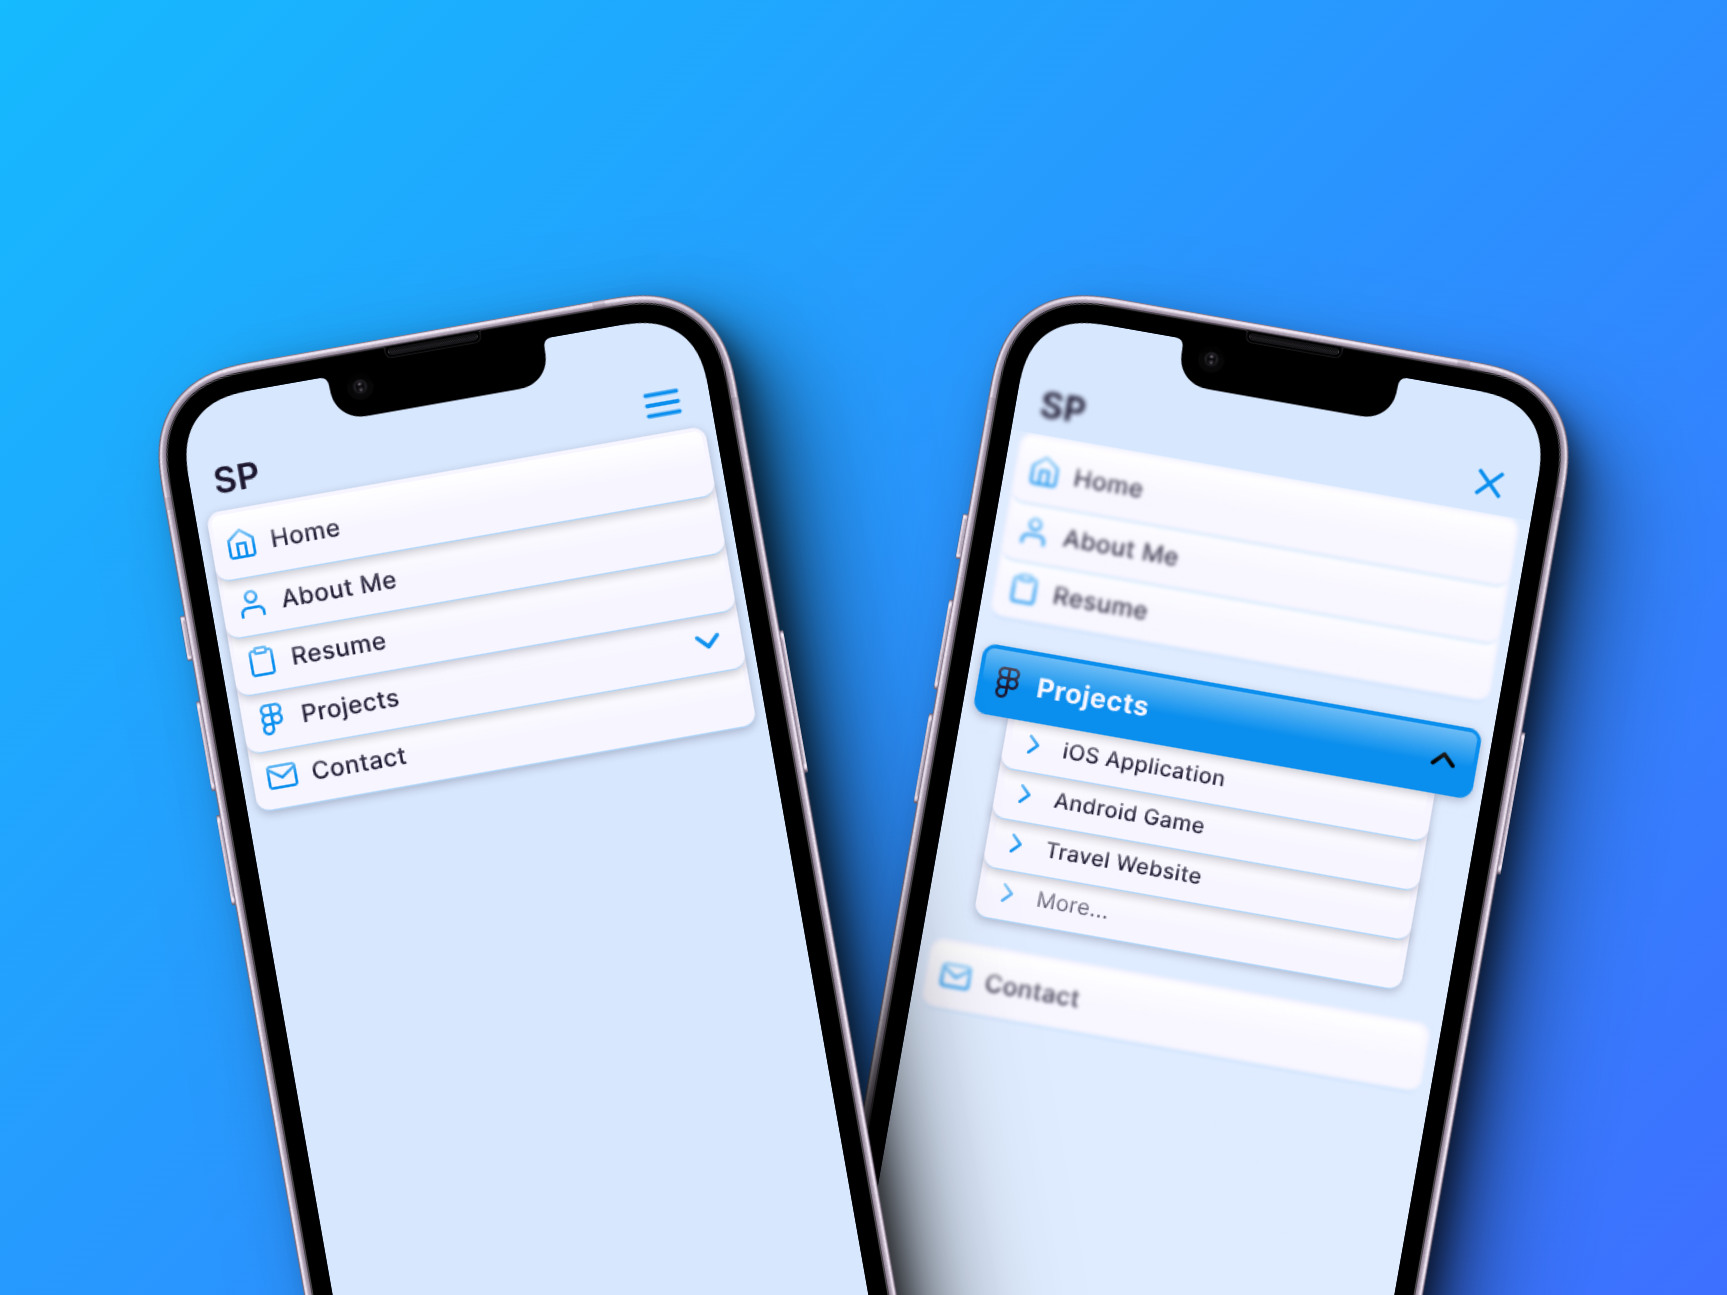 SP
Home
About Me
Resume
Projects
Contact
SP
Home
About Me
Resume
Projects
iOS Application
Android Game
Travel Website
More...
Contact